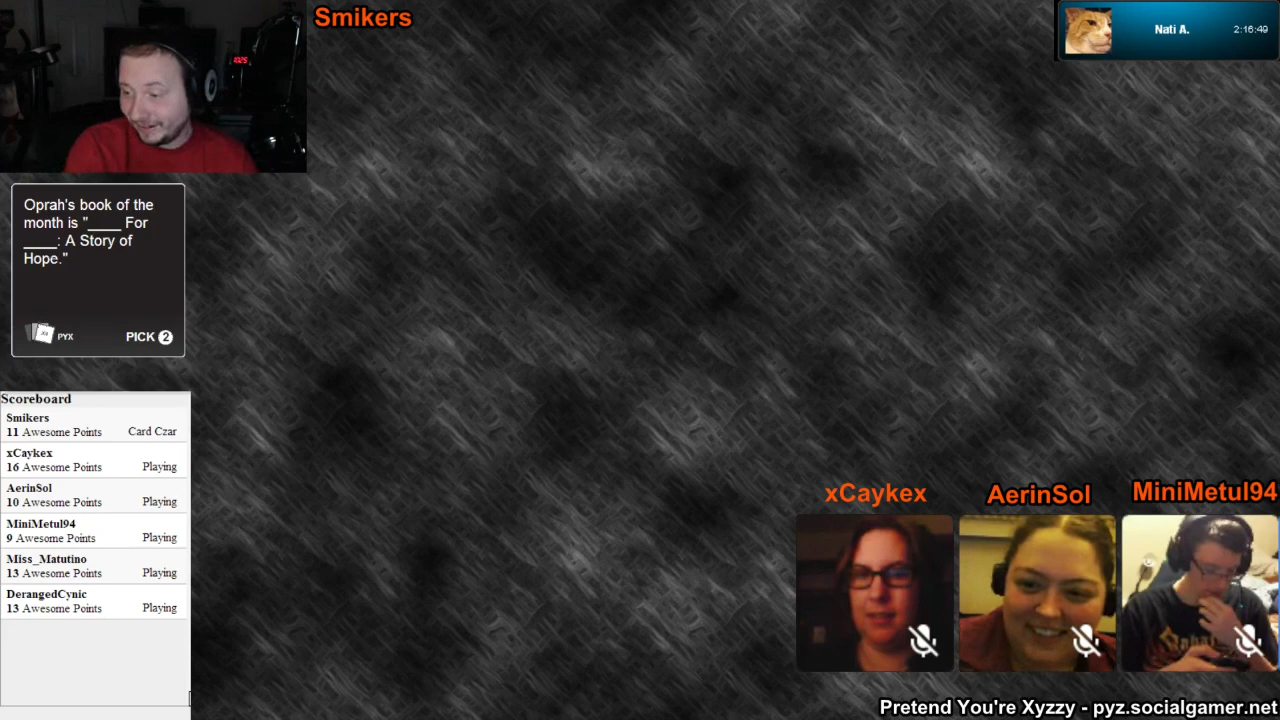 Smikers
Nati A.
2:16:49
Oprah's book of the
month is "____ For
____: A Story of
Hope."
PYX
PICK 2
Scoreboard
Smikers
11 Awesome Points Card Czar
xCaykex
16 Awesome Points Playing
AerinSol
10 Awesome Points Playing
MiniMetul94
9 Awesome Points Playing
Miss_Matutino
13 Awesome Points Playing
DerangedCynic
13 Awesome Points Playing
xCaykex
AerinSol
MiniMetul94
Pretend You're Xyzzy - pyz.socialgamer.net